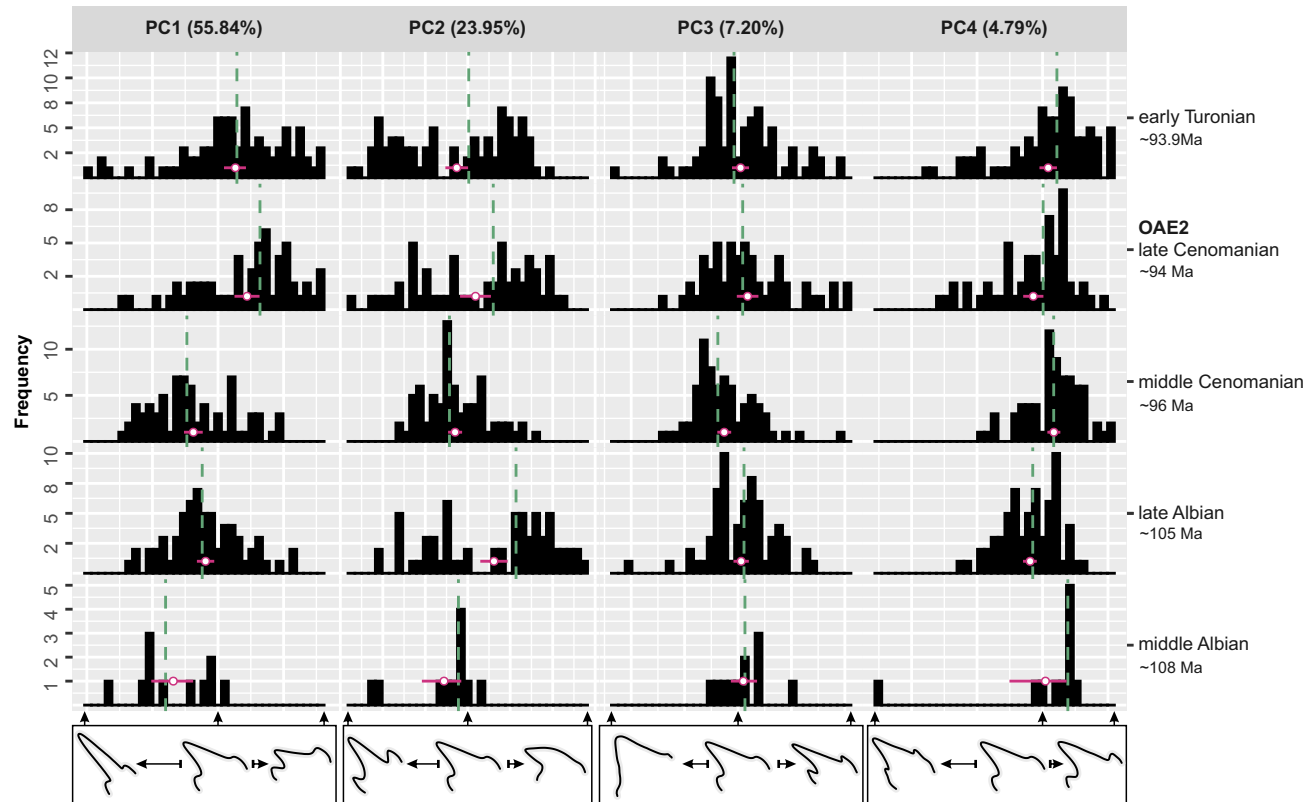 PC1 (55.84%) PC2 (23.95%) PC3 (7.20%) PC4 (4.79%)
12
10
8
5
2
early Turonian
~93.9Ma
8
5
2
OAE2
late Cenomanian
~94 Ma
Frequency
10
5
middle Cenomanian
~96 Ma
10
8
5
2
late Albian
~105 Ma
5
4
3
2
1
middle Albian
~108 Ma